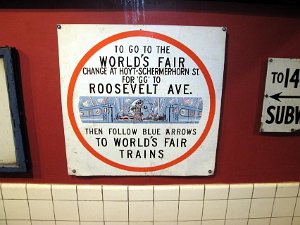 TO GO TO THE
WORLD'S FAIR
CHANGE AT HOYT-SCHERMERHORN ST.
FOR 'GG' TO
ROOSEVELT AVE.
THEN FOLLOW BLUE ARROWS
TO WORLD'S FAIR
TRAINS
TO 14
SUBW